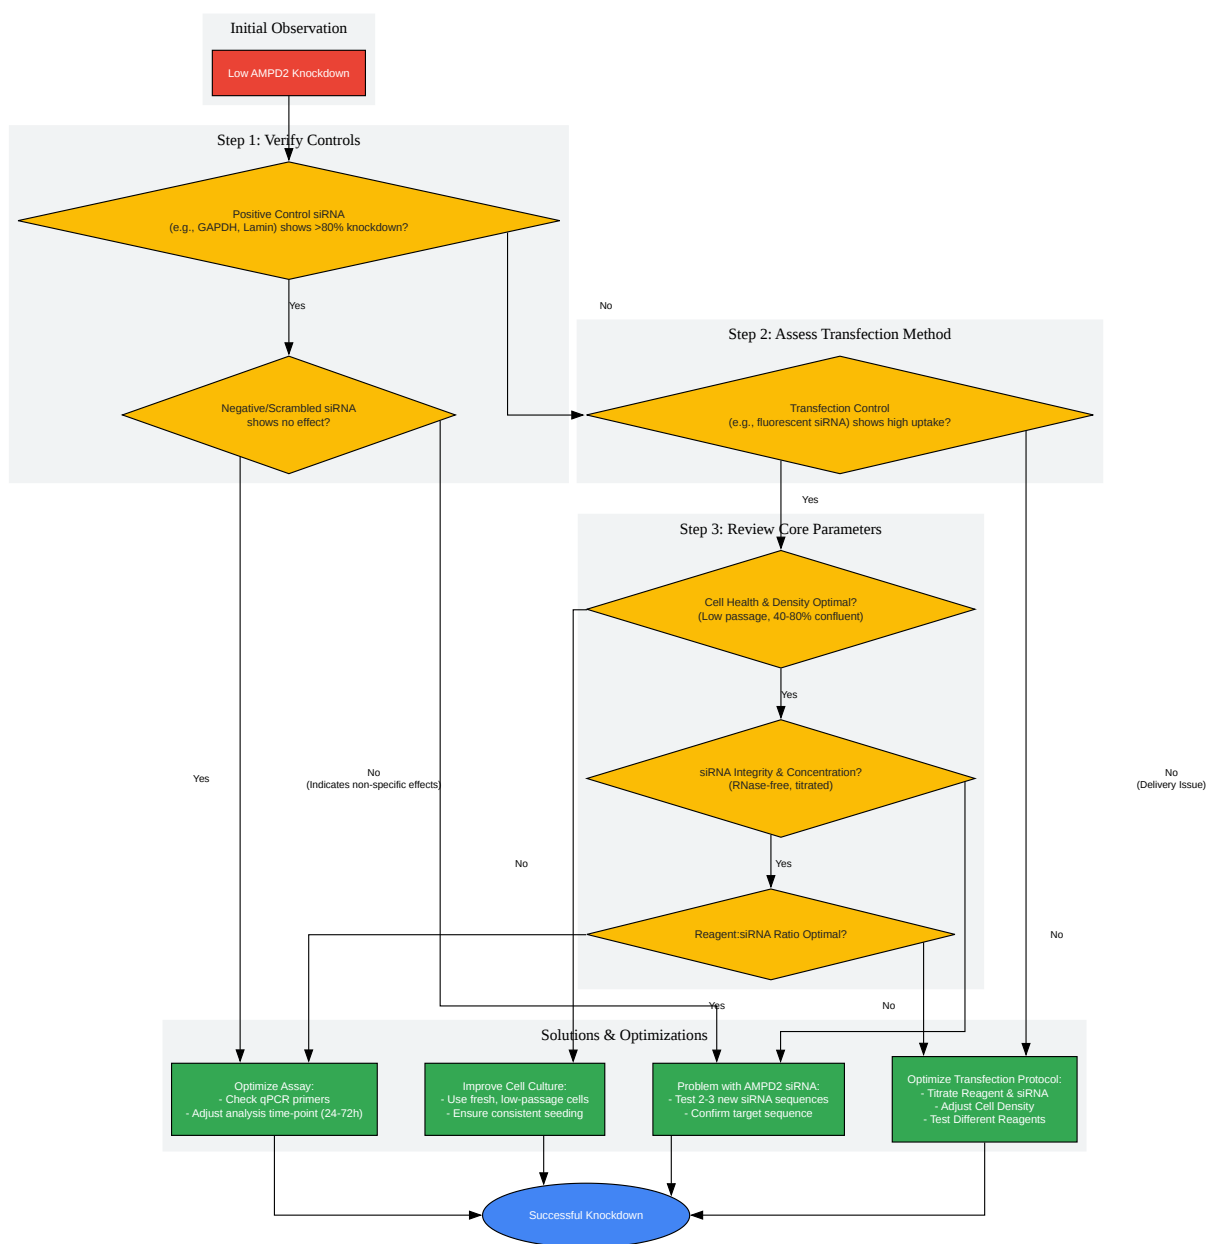 Initial Observation
Low AMPD2 Knockdown
Step 1: Verify Controls
Positive Control siRNA
(e.g., GAPDH, Lamin) shows >80% knockdown?
Yes
No
Step 2: Assess Transfection Method
Negative/Scrambled siRNA
shows no effect?
Transfection Control
(e.g., fluorescent siRNA) shows high uptake?
Yes
Step 3: Review Core Parameters
Cell Health & Density Optimal?
(Low passage, 40-80% confluent)
Yes
Yes
No
(Indicates non-specific effects)
siRNA Integrity & Concentration?
(RNase-free, titrated)
No
(Delivery Issue)
No
Yes
Reagent:siRNA Ratio Optimal?
No
Yes
No
Solutions & Optimizations
Optimize Assay:
- Check qPCR primers
- Adjust analysis time-point (24-72h)
Improve Cell Culture:
- Use fresh, low-passage cells
- Ensure consistent seeding
Problem with AMPD2 siRNA:
- Test 2-3 new siRNA sequences
- Confirm target sequence
Optimize Transfection Protocol:
- Titrate Reagent & siRNA
- Adjust Cell Density
- Test Different Reagents
Successful Knockdown